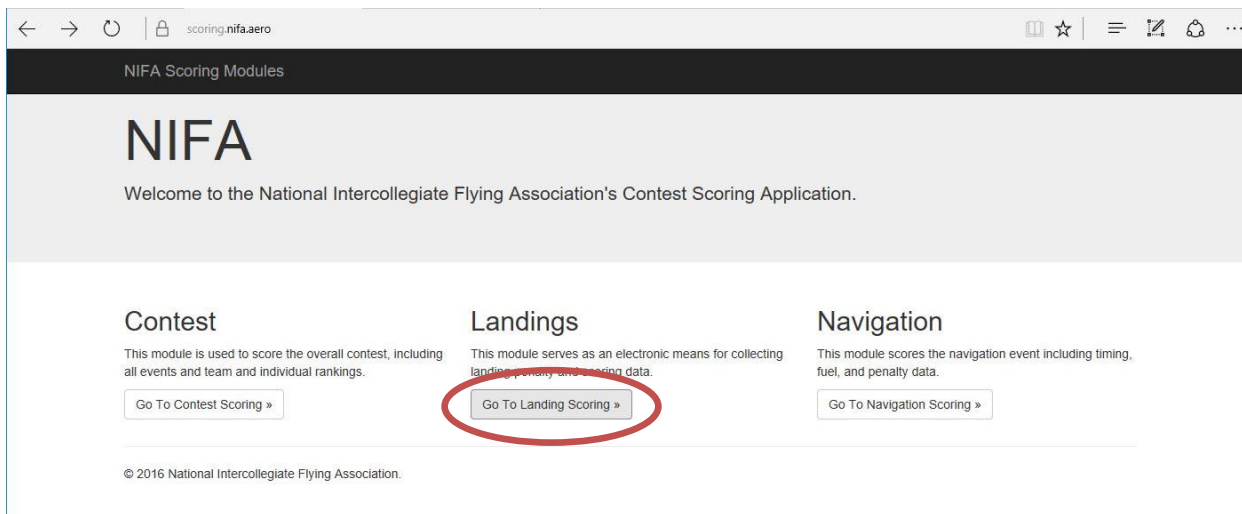 scoring.nifa.aero
NIFA Scoring Modules
NIFA
Welcome to the National Intercollegiate Flying Association's Contest Scoring Application.
Contest
This module is used to score the overall contest, including
all events and team and individual rankings.
Go To Contest Scoring »
Landings
This module serves as an electronic means for collecting
landing penalty and scoring data.
Go To Landing Scoring »
Navigation
This module scores the navigation event including timing,
fuel, and penalty data.
Go To Navigation Scoring »
© 2016 National Intercollegiate Flying Association.